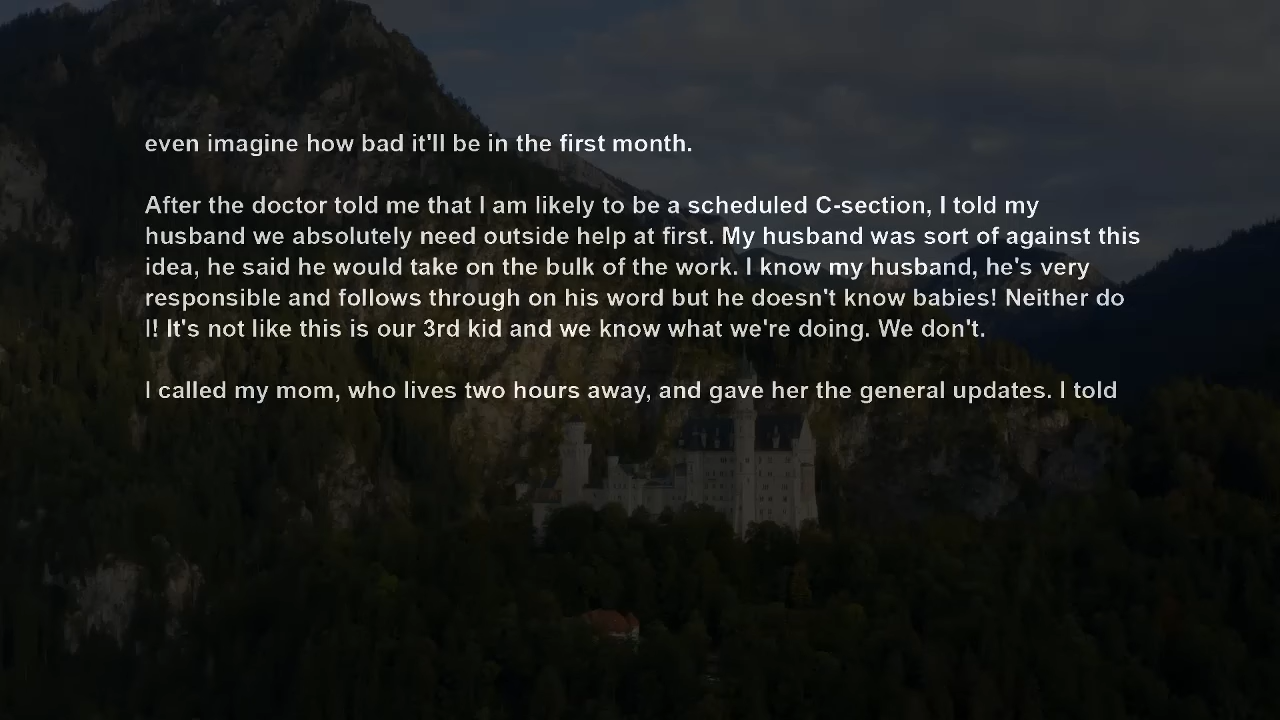 even imagine how bad it'll be in the first month.
After the doctor told me that I am likely to be a scheduled C-section, I told my
husband we absolutely need outside help at first. My husband was sort of against this
idea, he said he would take on the bulk of the work. I know my husband, he's very
responsible and follows through on his word but he doesn't know babies! Neither do
I! It's not like this is our 3rd kid and we know what we're doing. We don't.
I called my mom, who lives two hours away, and gave her the general updates. I told